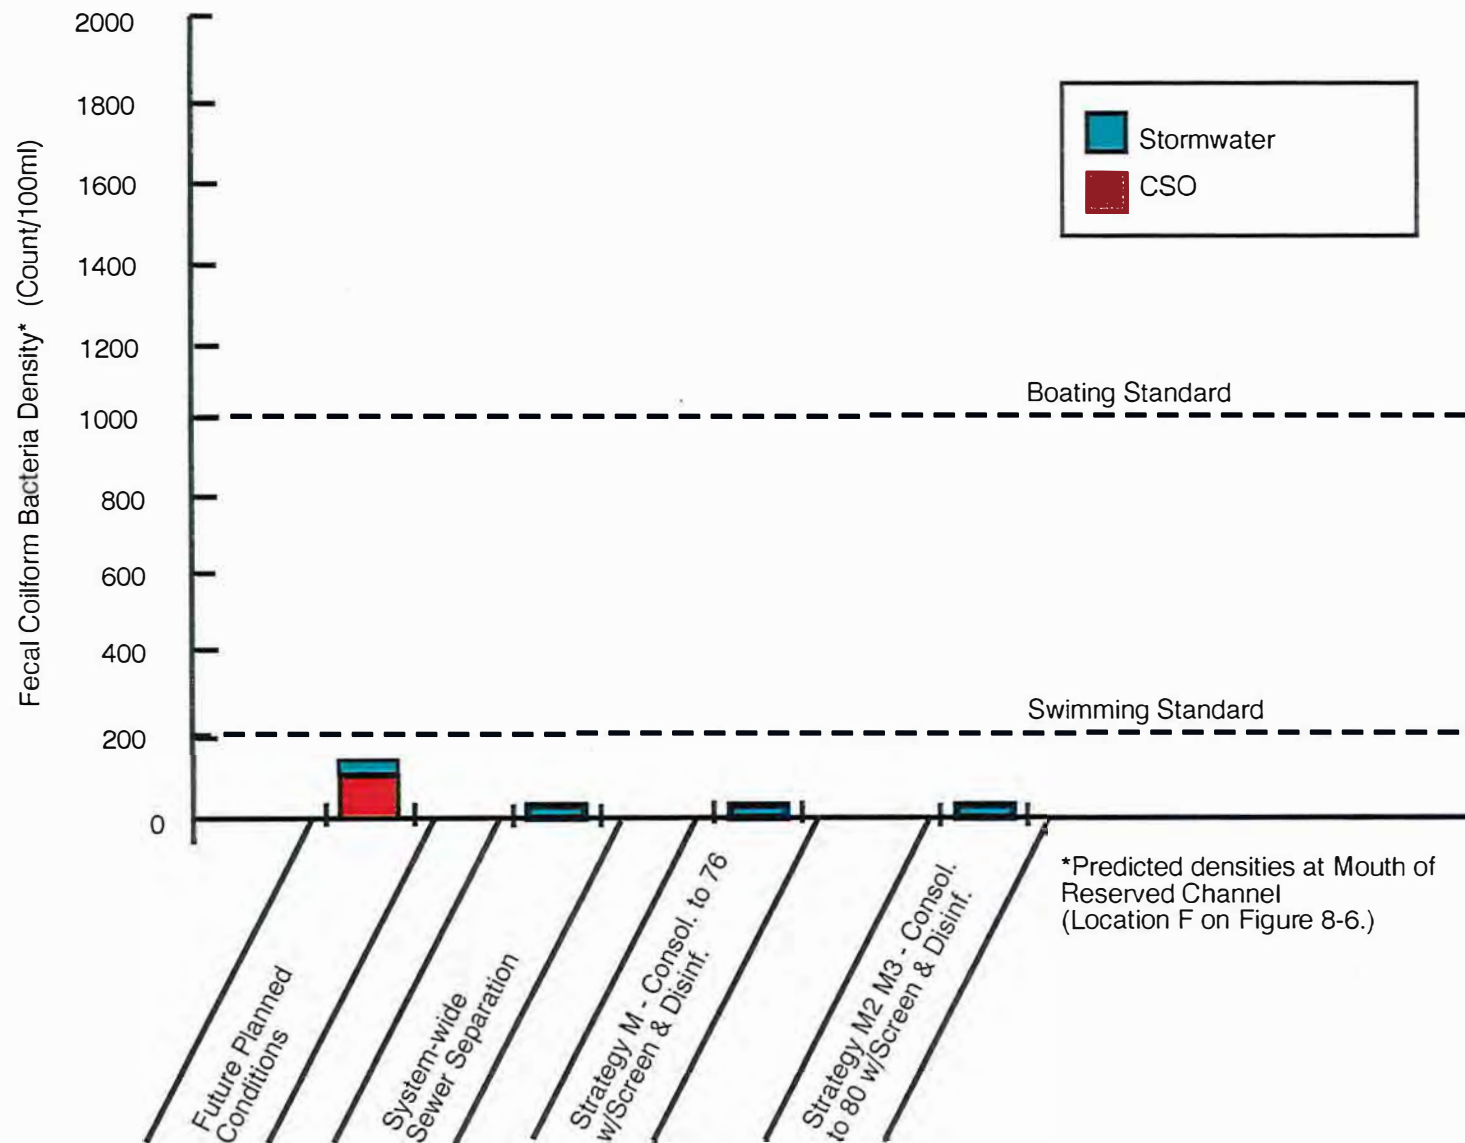 2000
1800
1600
1400
1200
1000
800
600
400
200
0
Fecal Coilform Bacteria Density* (Count/100ml)
Stormwater
CSO
Boating Standard
Swimming Standard
Future Planned
Conditions
System-wide
Sewer Separation
Strategy M - Consol. to 76
w/Screen & Disinf.
Strategy M2 M3 - Consol.
to 80 w/Screen & Disinf.
*Predicted densities at Mouth of
Reserved Channel
(Location F on Figure 8-6.)